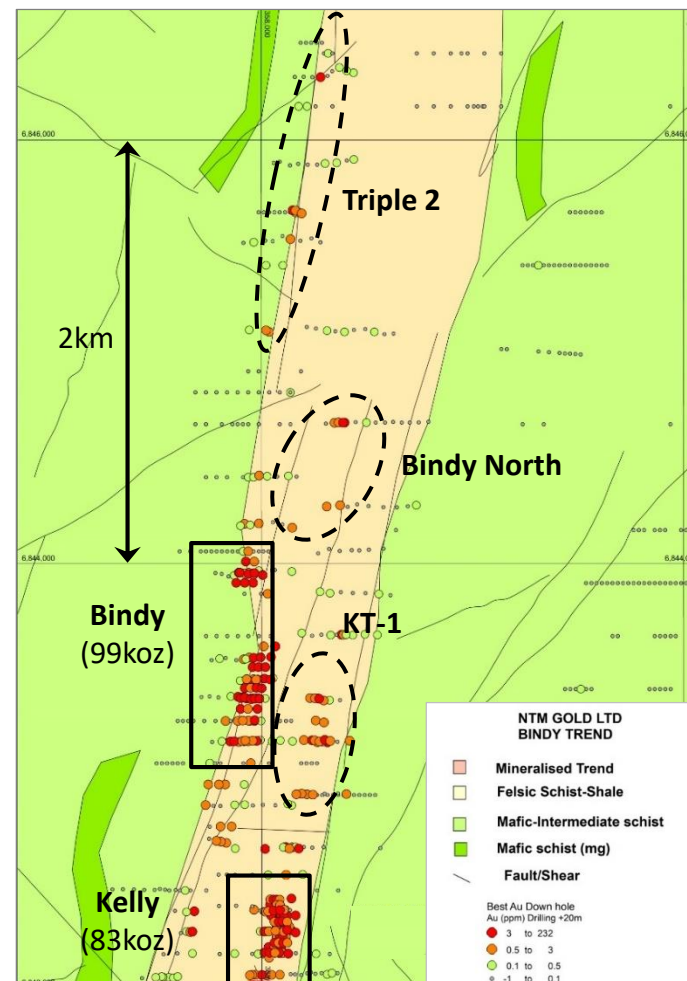 358,000
6,846,000
Triple 2
2km
Bindy North
6,844,000
6,844,0
Bindy
(99koz)
KT-1
Kelly
(83koz)
NTM GOLD LTD
BINDY TREND
Mineralised Trend
Felsic Schist-Shale
Mafic-Intermediate schist
Mafic schist (mg)
Fault/Shear
Best Au Down hole
Au (ppm) Drilling +20m
3 to 232
0.5 to 3
0.1 to 0.5
-1 to 0.1